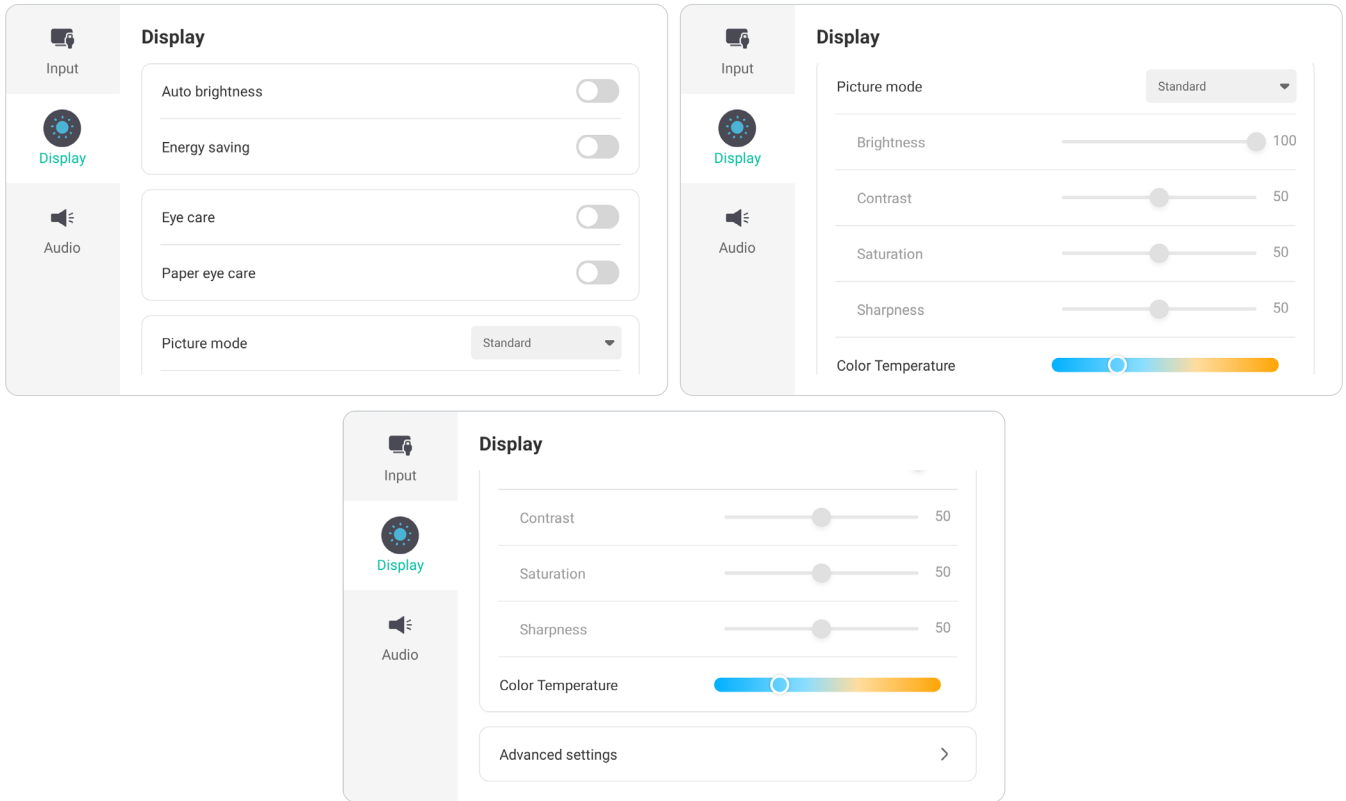 Display
Input
Auto brightness
Energy saving
Display
Eye care
Audio
Paper eye care
Picture mode Standard
Display
Input
Picture mode Standard
Brightness 100
Display
Contrast 50
Audio
Saturation 50
Sharpness 50
Color Temperature
Display
Input
Contrast 50
Display
Saturation 50
Sharpness 50
Audio
Color Temperature
Advanced settings